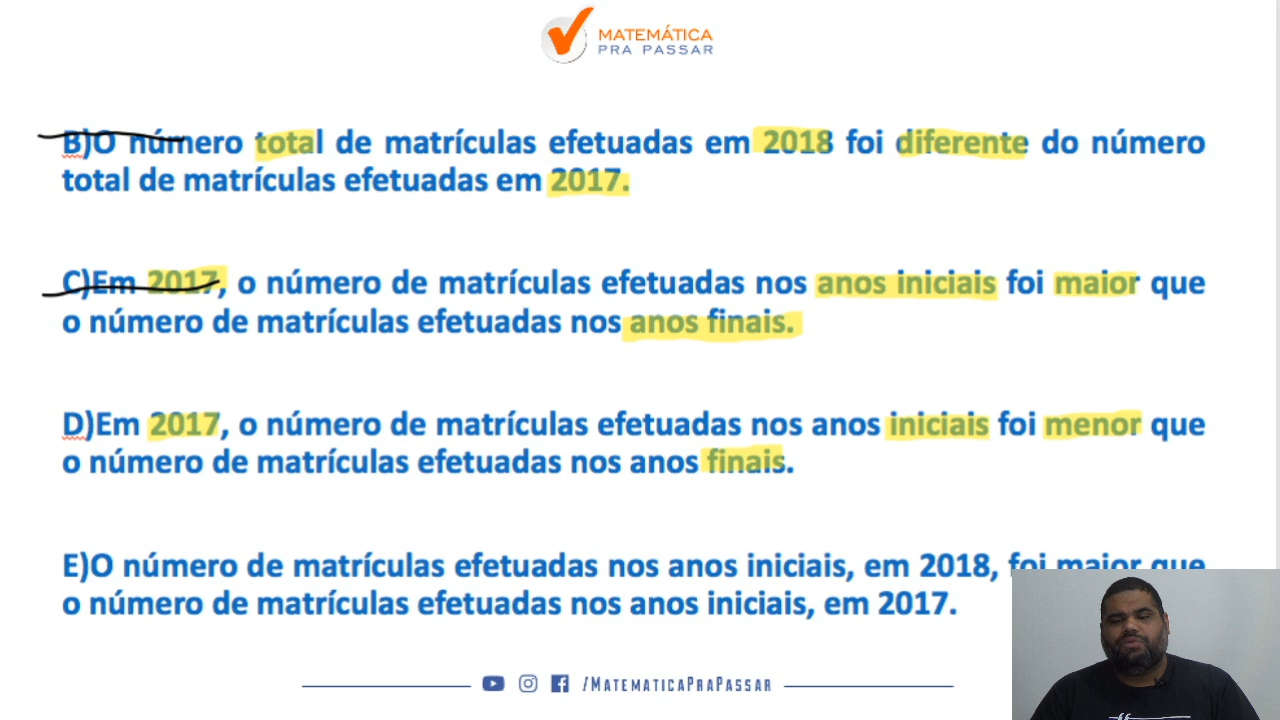 MATEMÁTICA
PRA PASSAR
B)O número total de matrículas efetuadas em 2018 foi diferente do número
total de matrículas efetuadas em 2017.
C)Em 2017, o número de matrículas efetuadas nos anos iniciais foi maior que
o número de matrículas efetuadas nos anos finais.
D)Em 2017, o número de matrículas efetuadas nos anos iniciais foi menor que
o número de matrículas efetuadas nos anos finais.
E)O número de matrículas efetuadas nos anos iniciais, em 2018, foi maior que
o número de matrículas efetuadas nos anos iniciais, em 2017.
/MATEMATICAPRAPASSAR